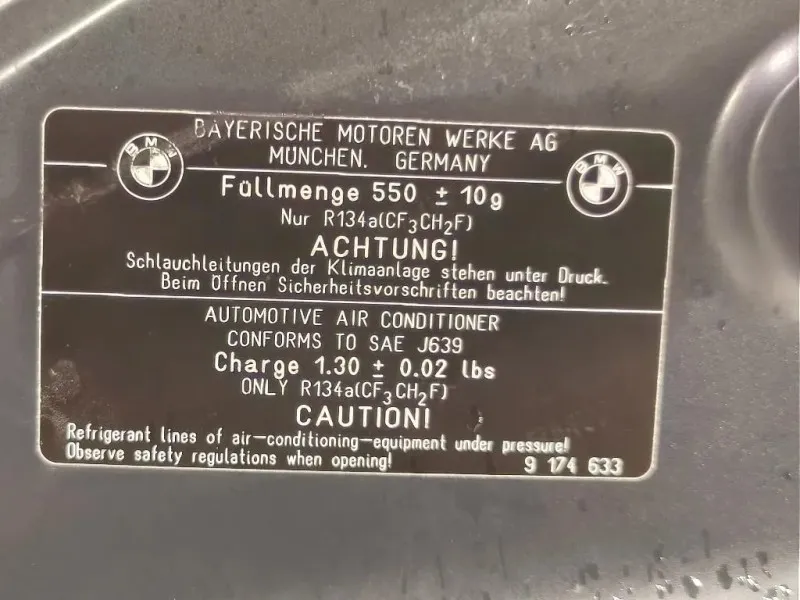 BAYERISCHE MOTOREN WERKE AG
MÜNCHEN. GERMANY
BMW BMW
Füllmenge 550 ± 10g
Nur R134a(CF3CH2F)
ACHTUNG!
Schlauchleitungen der Klimaanlage stehen unter Druck.
Beim Öffnen Sicherheitsvorschriften beachten!
AUTOMOTIVE AIR CONDITIONER
CONFORMS TO SAE J639
Charge 1.30 ± 0.02 lbs
ONLY R134a(CF3CH2F)
CAUTION!
Refrigerant lines of air-conditioning-equipment under pressure!
Observe safety regulations when opening! 9 174 633